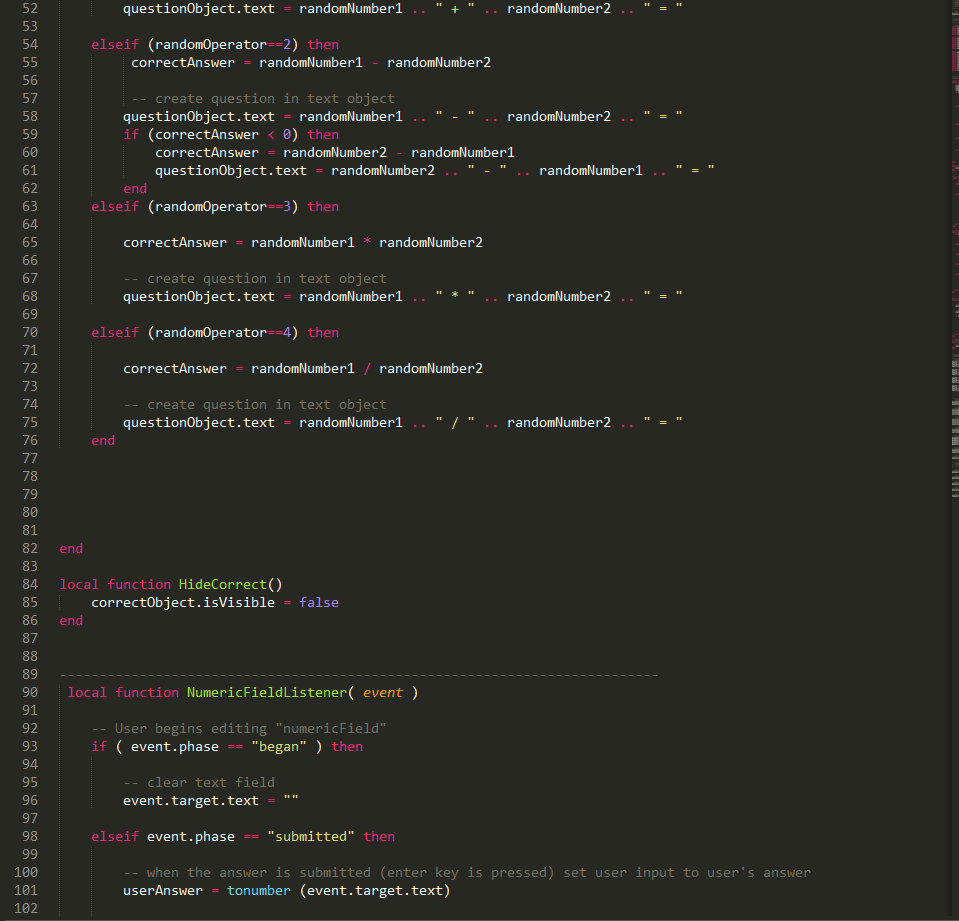 52 questionObject.text = randomNumber1 .. " + " .. randomNumber2 .. " = "
53
54 elseif (randomOperator==2) then
55 correctAnswer = randomNumber1 - randomNumber2
56
57 -- create question in text object
58 questionObject.text = randomNumber1 .. " - " .. randomNumber2 .. " = "
59 if (correctAnswer < 0) then
60 correctAnswer = randomNumber2 - randomNumber1
61 questionObject.text = randomNumber2 .. " - " .. randomNumber1 .. " = "
62 end
63 elseif (randomOperator==3) then
64
65 correctAnswer = randomNumber1 * randomNumber2
66
67 -- create question in text object
68 questionObject.text = randomNumber1 .. " * " .. randomNumber2 .. " = "
69
70 elseif (randomOperator==4) then
71
72 correctAnswer = randomNumber1 / randomNumber2
73
74 -- create question in text object
75 questionObject.text = randomNumber1 .. " / " .. randomNumber2 .. " = "
76 end
77
78
79
80
81
82 end
83
84 local function HideCorrect()
85 correctObject.isVisible = false
86 end
87
88
89 ---------------------------------------------------------------------------
90 local function NumericFieldListener( event )
91
92 -- User begins editing "numericField"
93 if ( event.phase == "began" ) then
94
95 -- clear text field
96 event.target.text = ""
97
98 elseif event.phase == "submitted" then
99
100 -- when the answer is submitted (enter key is pressed) set user input to user's answer
101 userAnswer = tonumber (event.target.text)
102